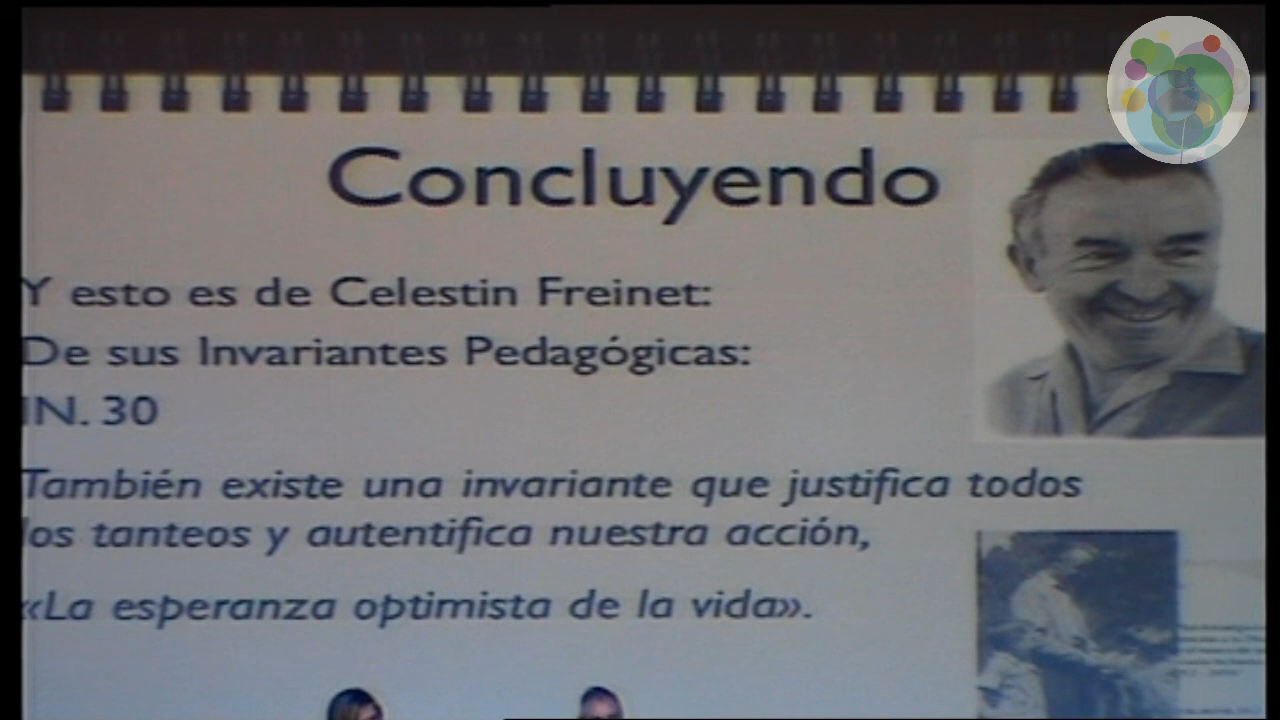 Concluyendo
Y esto es de Celestin Freinet:
De sus Invariantes Pedagógicas:
IN. 30
También existe una invariante que justifica todos
los tanteos y autentifica nuestra acción,
«La esperanza optimista de la vida».